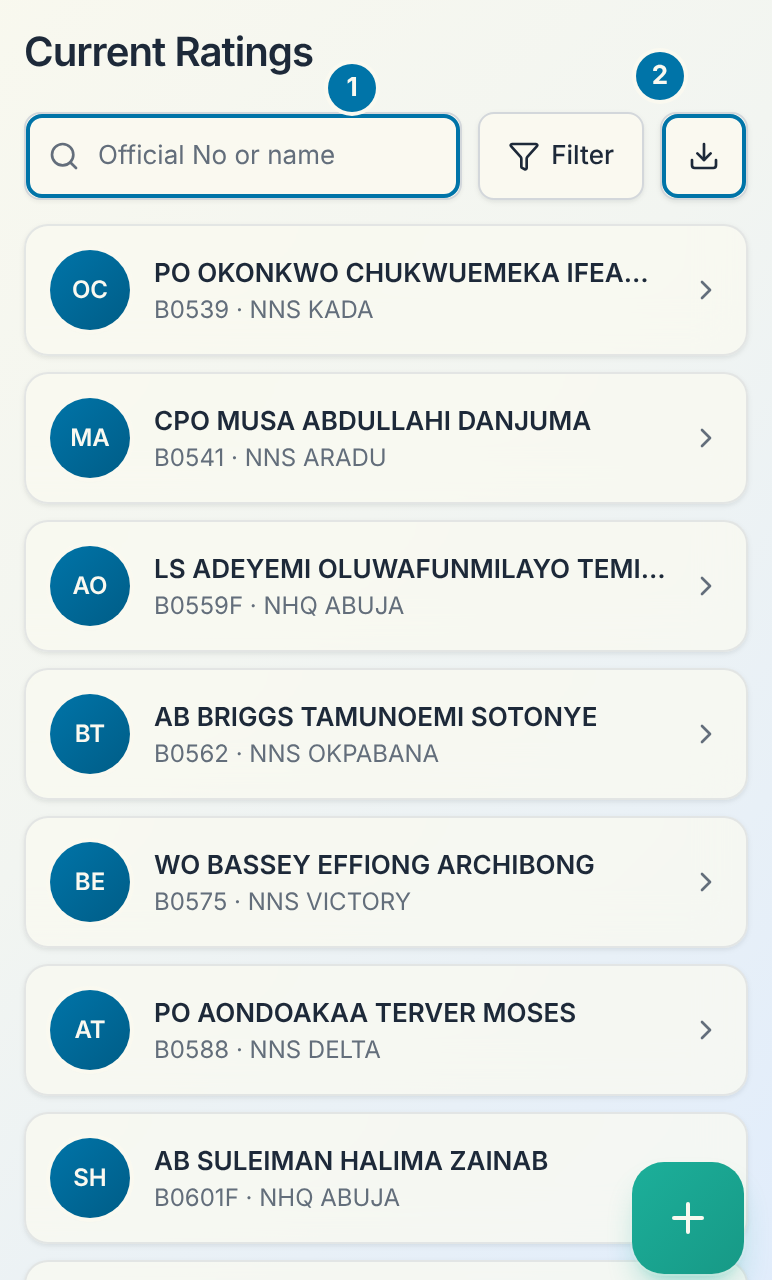 Current Ratings
1
2
Official No or name
Filter
OC
PO OKONKWO CHUKWUEMEKA IFEA...
B0539 · NNS KADA
MA
CPO MUSA ABDULLAHI DANJUMA
B0541 · NNS ARADU
AO
LS ADEYEMI OLUWAFUNMILAYO TEMI...
B0559F · NHQ ABUJA
BT
AB BRIGGS TAMUNOEMI SOTONYE
B0562 · NNS OKPABANA
BE
WO BASSEY EFFIONG ARCHIBONG
B0575 · NNS VICTORY
AT
PO AONDOAKAA TERVER MOSES
B0588 · NNS DELTA
SH
AB SULEIMAN HALIMA ZAINAB
B0601F · NHQ ABUJA